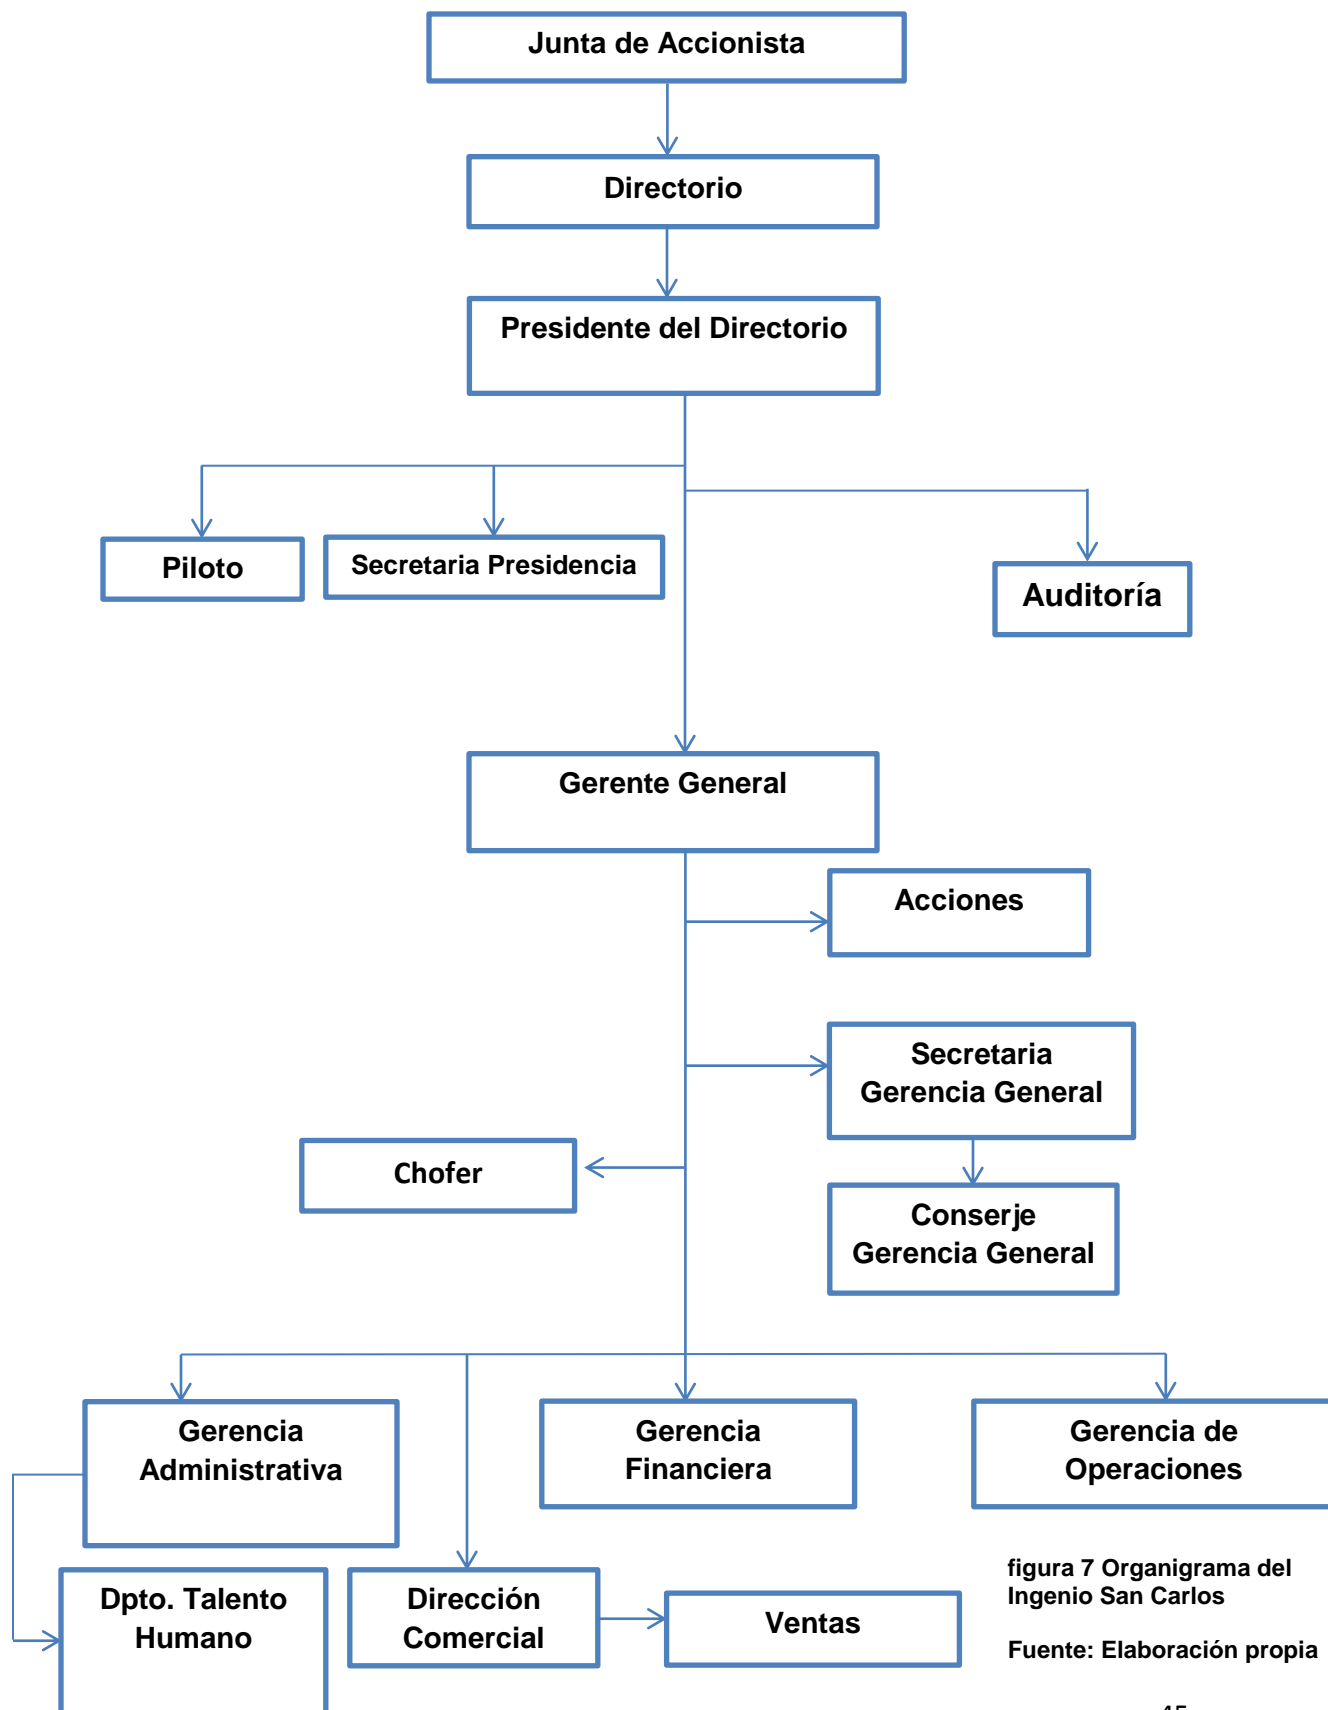 Junta de Accionista
Directorio
Presidente del Directorio
Piloto
Secretaria Presidencia
Auditoría
Gerente General
Acciones
Secretaria
Gerencia General
Chofer
Conserje
Gerencia General
Gerencia
Administrativa
Gerencia
Financiera
Gerencia de
Operaciones
Dpto. Talento
Humano
Dirección
Comercial
Ventas
figura 7 Organigrama del
Ingenio San Carlos
Fuente: Elaboración propia